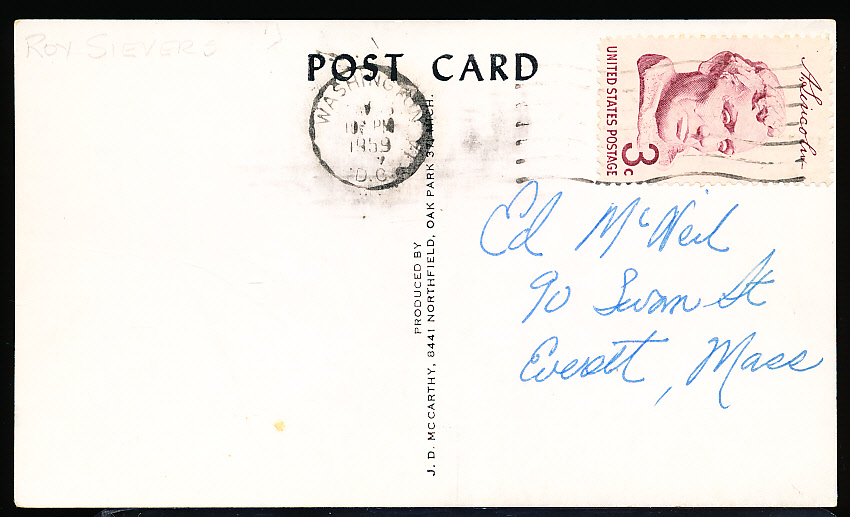 Roy Sievers
POST CARD
WASHINGTON
PM
1959
D.C.
A. Lincoln
UNITED STATES POSTAGE
3 c
PRODUCED BY
J. D. MCCARTHY, 8441 NORTHFIELD, OAK PARK 37, MICH.
Ed McNeil
90 Swan St
Everett, Mass